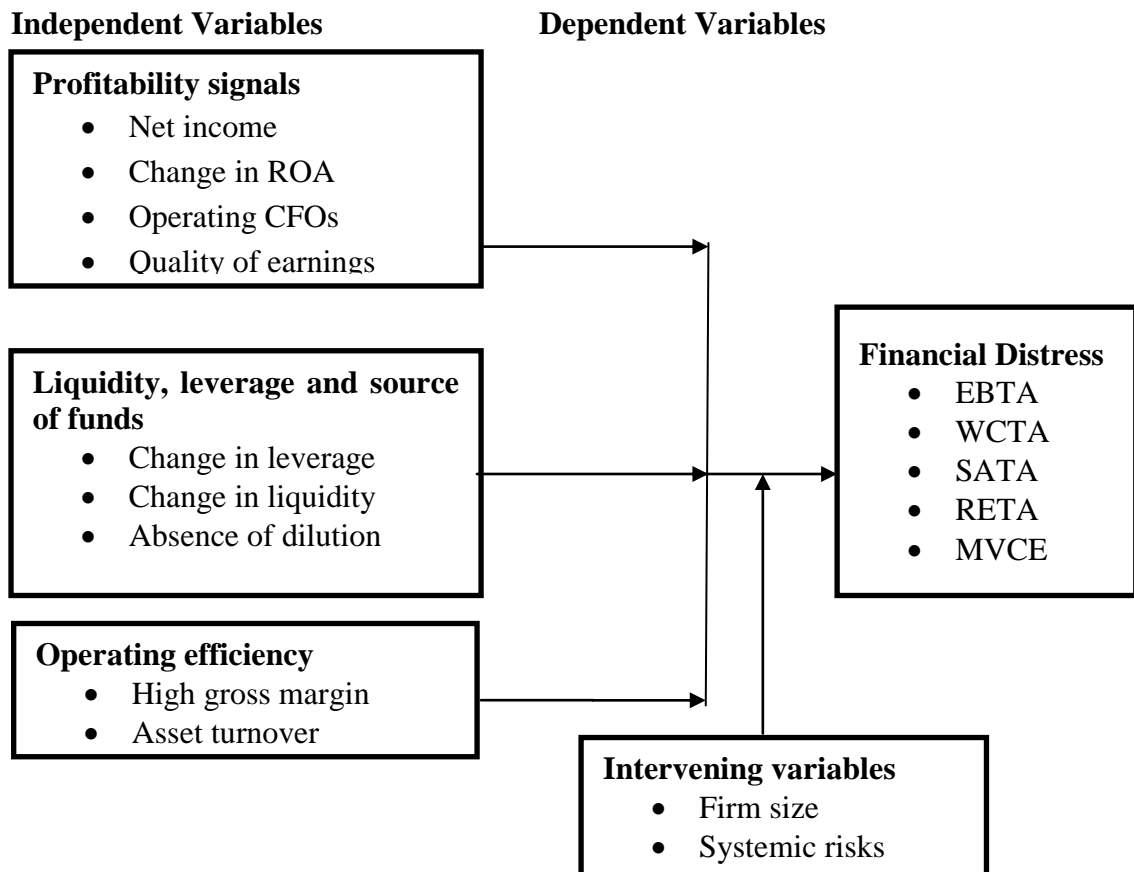 Independent Variables
Dependent Variables
Profitability signals
• Net income
• Change in ROA
• Operating CFOs
• Quality of earnings
Liquidity, leverage and source
of funds
• Change in leverage
• Change in liquidity
• Absence of dilution
Operating efficiency
• High gross margin
• Asset turnover
Financial Distress
• EBTA
• WCTA
• SATA
• RETA
• MVCE
Intervening variables
• Firm size
• Systemic risks